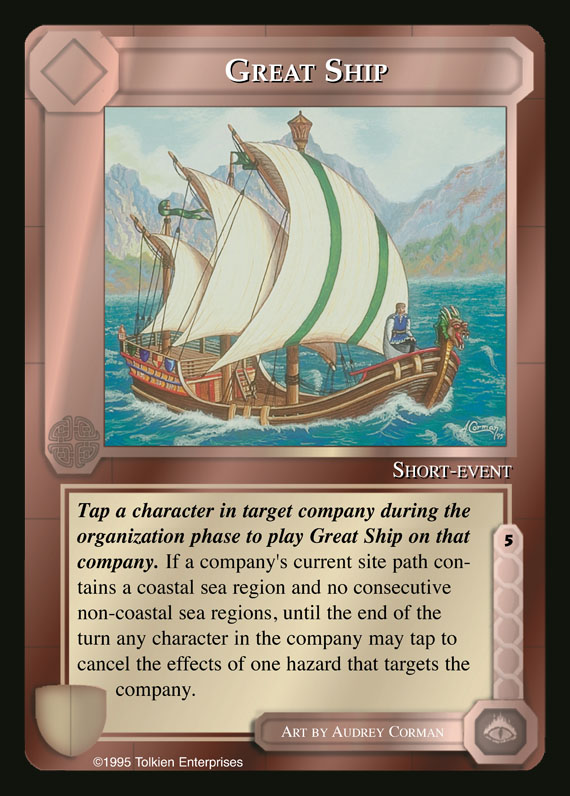 Great Ship
Corman 95
Short-event
Tap a character in target company during the
organization phase to play Great Ship on that
company. If a company's current site path con-
tains a coastal sea region and no consecutive
non-coastal sea regions, until the end of the
turn any character in the company may tap to
cancel the effects of one hazard that targets the
company.
5
Art by Audrey Corman
©1995 Tolkien Enterprises